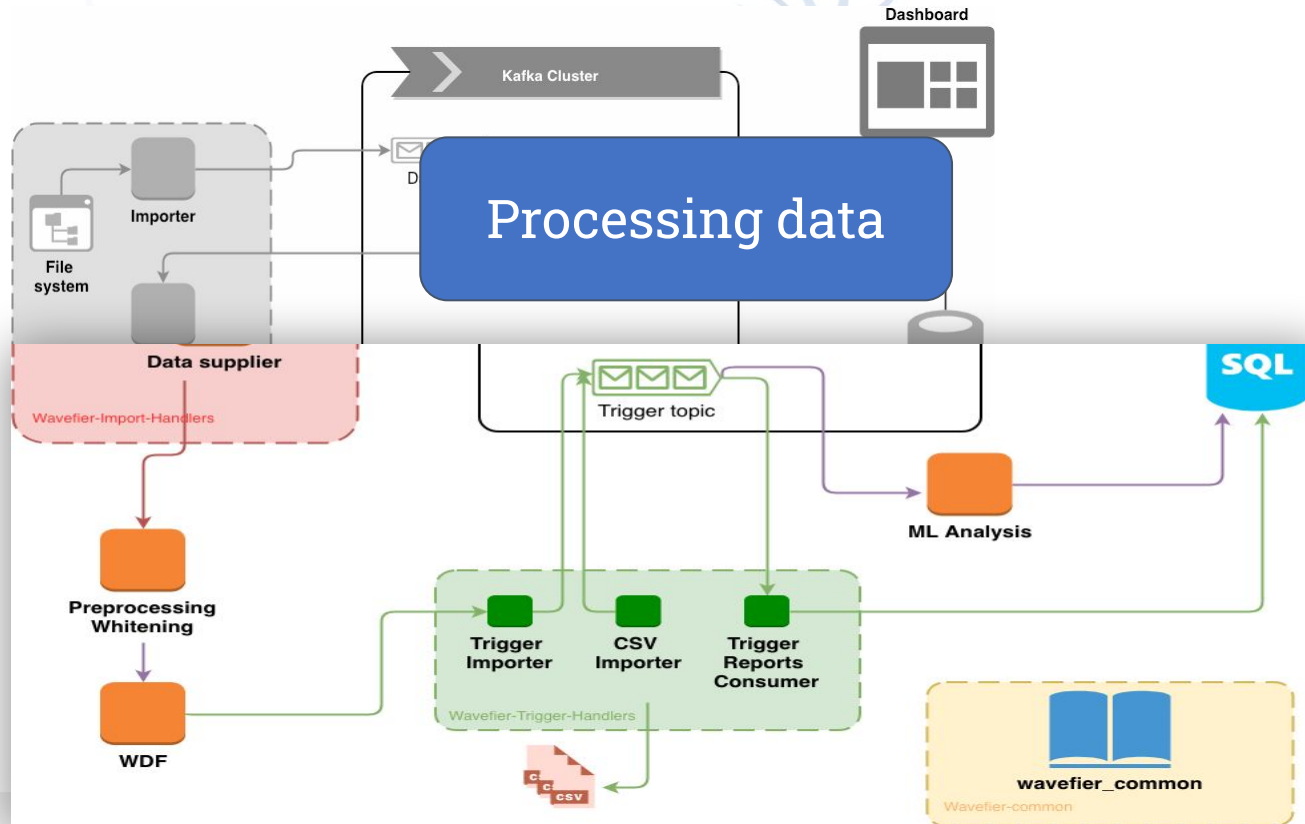 Dashboard
Kafka Cluster
Importer
D
Processing data
File
system
Data supplier
Wavefier-Import-Handlers
SQL
Trigger topic
ML Analysis
Preprocessing
Whitening
Trigger
Importer
CSV
Importer
Trigger
Reports
Consumer
Wavefier-Trigger-Handlers
WDF
CSV
wavefier_common
Wavefier-common